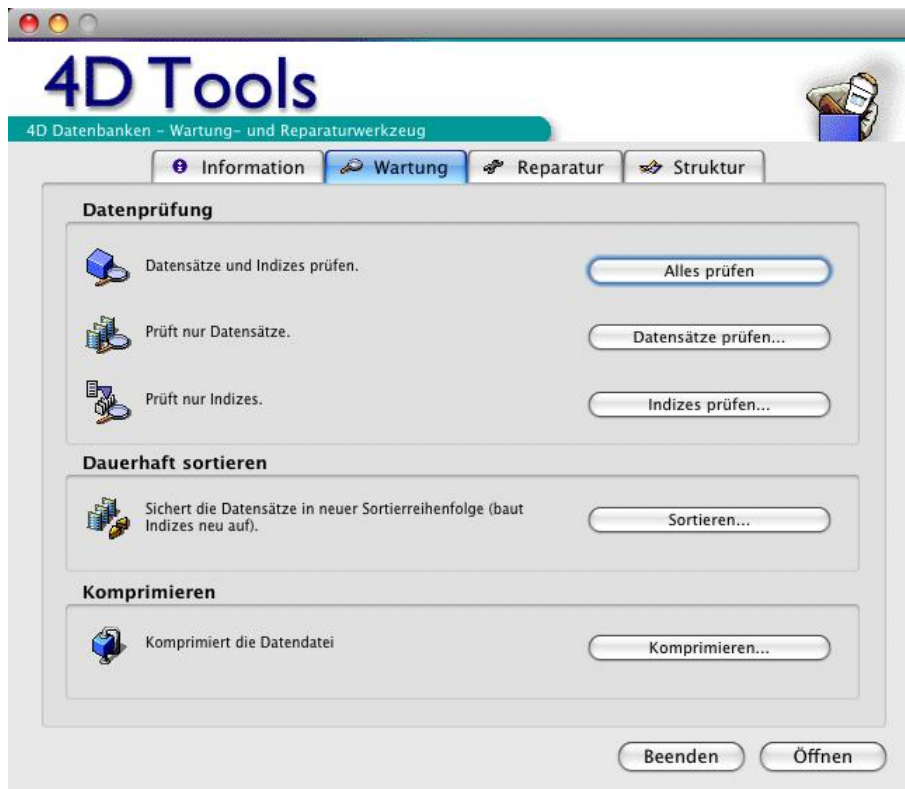 4D Tools
4D Datenbanken – Wartung- und Reparaturwerkzeug
Information
Wartung
Reparatur
Struktur
Datenprüfung
Datensätze und Indizes prüfen.
Alles prüfen
Prüft nur Datensätze.
Datensätze prüfen...
Prüft nur Indizes.
Indizes prüfen...
Dauerhaft sortieren
Sichert die Datensätze in neuer Sortierreihenfolge (baut
Indizes neu auf).
Sortieren...
Komprimieren
Komprimiert die Datendatei
Komprimieren...
Beenden
Öffnen